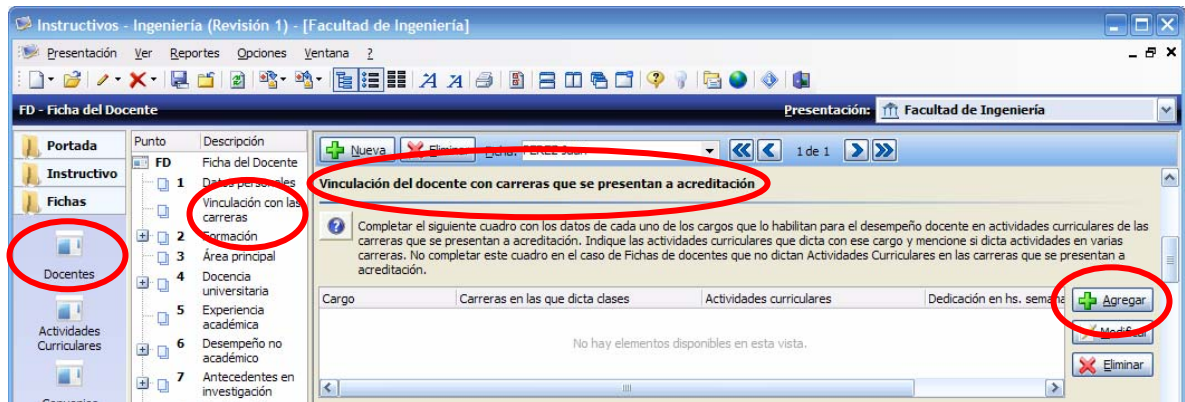 Instructivos - Ingeniería (Revisión 1) - [Facultad de Ingeniería]
Presentación Ver Reportes Opciones Ventana ?
FD - Ficha del Docente
Presentación: Facultad de Ingeniería
Portada
Instructivo
Fichas
Docentes
Actividades
Curriculares
Convenios
Punto Descripción
FD Ficha del Docente
1 Datos personales
Vinculación con las
carreras
2 Formación
3 Área principal
4 Docencia
universitaria
5 Experiencia
académica
6 Desempeño no
académico
7 Antecedentes en
investigación
Nueva Eliminar Ficha: PEREZ Juan 1 de 1
Vinculación del docente con carreras que se presentan a acreditación
Completar el siguiente cuadro con los datos de cada uno de los cargos que lo habilitan para el desempeño docente en actividades curriculares de las
carreras que se presentan a acreditación. Indique las actividades curriculares que dicta con ese cargo y mencione si dicta actividades en varias
carreras. No completar este cuadro en el caso de Fichas de docentes que no dictan Actividades Curriculares en las carreras que se presentan a
acreditación.
Cargo Carreras en las que dicta clases Actividades curriculares Dedicación en hs. semana
No hay elementos disponibles en esta vista.
Agregar
Modificar
Eliminar